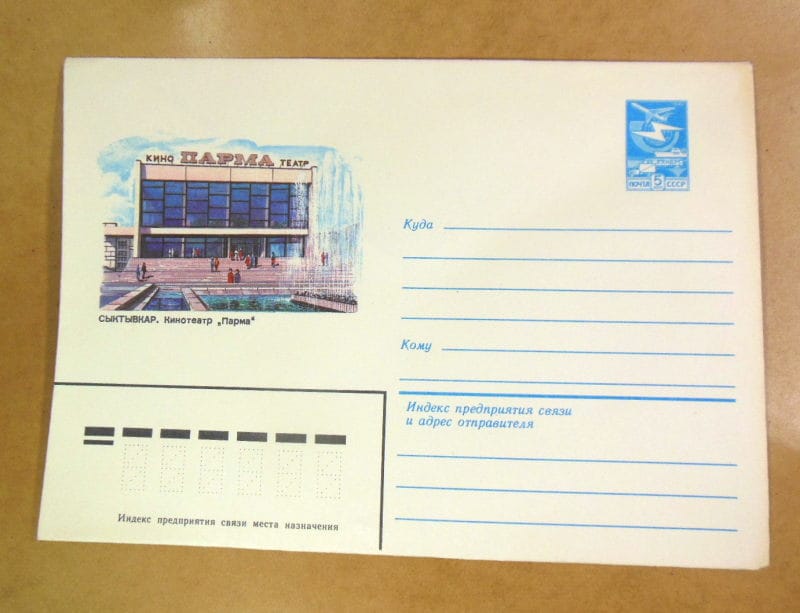 КИНО ПАРМА ТЕАТР
СЫКТЫВКАР. Кинотеатр „Парма“
ПОЧТА 5 СССР
Куда
Кому
Индекс предприятия связи
и адрес отправителя
Индекс предприятия связи места назначения